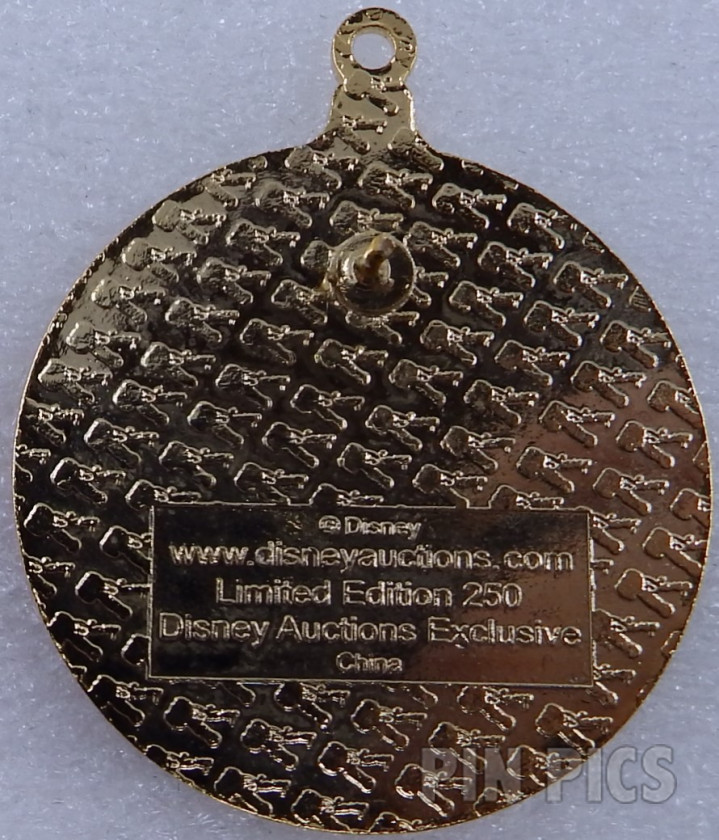 © Disney
www.disneyauctions.com
Limited Edition 250
Disney Auctions Exclusive
China
PIN PICS